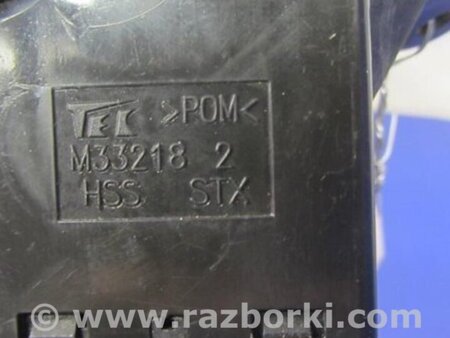 TEC >POM<
M33218 2
HSS STX
www.razborki.com